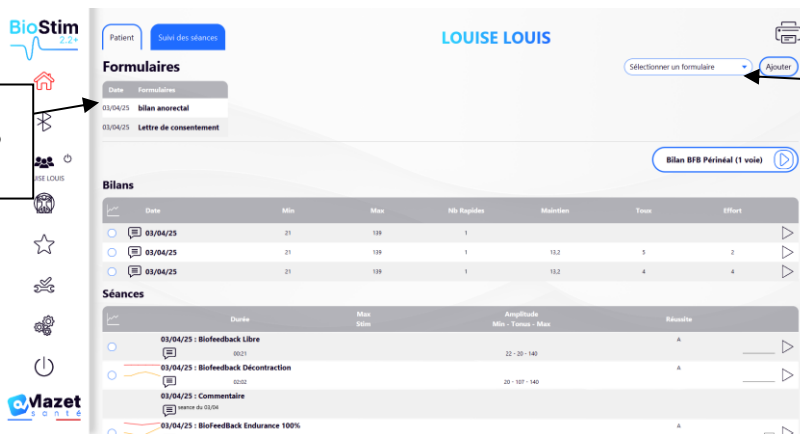 BioStim
2.2+
Patient
Suivi des séances
LOUISE LOUIS
Formulaires
Sélectionner un formulaire
Ajouter
Date Formulaires
03/04/25 bilan anorectal
03/04/25 Lettre de consentement
Bilan BFB Périnéal (1 voie)
LOUIS
Bilans
Date Min Max Nb Rapides Maintien Toux Effort
03/04/25 21 139 1
03/04/25 21 139 1 13,2 5 2
03/04/25 21 139 1 13,2 4 4
Séances
Durée Max Stim Amplitude Min - Tonus - Max Réussite
03/04/25 : Biofeedback Libre
00:21 22 - 20 - 140
03/04/25 : Biofeedback Décontraction
02:02 20 - 107 - 140
03/04/25 : Commentaire
seance du 03/04
03/04/25 : BioFeedBack Endurance 100%
Mazet
santé